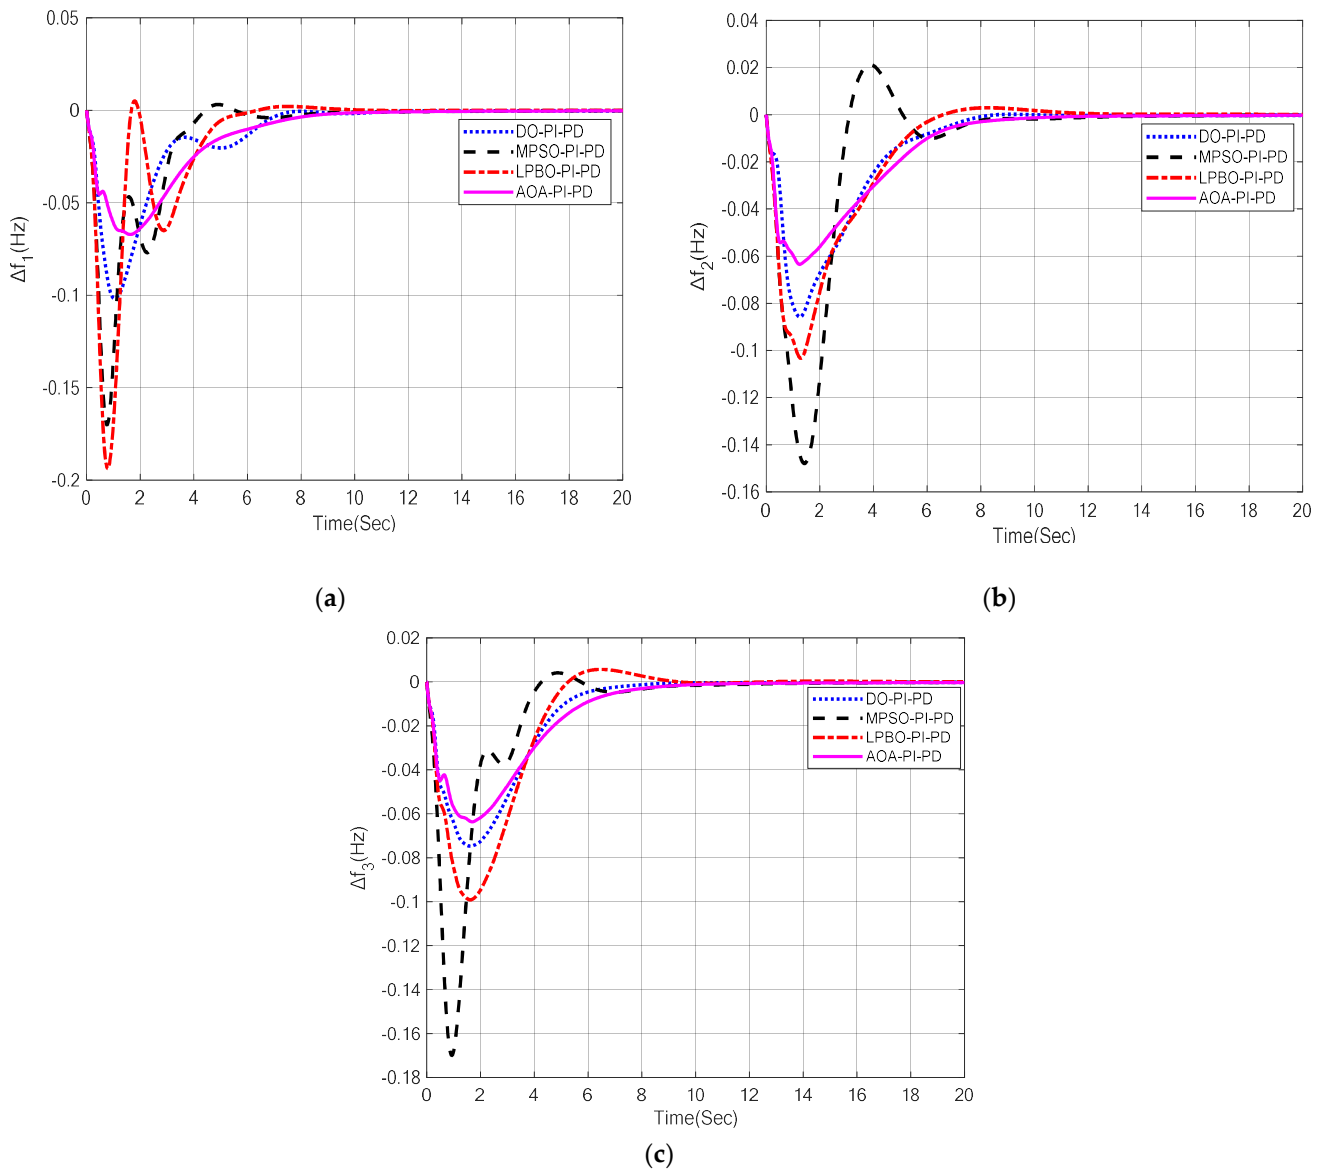 0.05
0
-0.05
-0.1
-0.15
-0.2
Δf1(Hz)
0 2 4 6 8 10 12 14 16 18 20
Time(Sec)
DO-PI-PD
MPSO-PI-PD
LPBO-PI-PD
AOA-PI-PD
(a)
0.04
0.02
0
-0.02
-0.04
-0.06
-0.08
-0.1
-0.12
-0.14
-0.16
Δf2(Hz)
0 2 4 6 8 10 12 14 16 18 20
Time(Sec)
DO-PI-PD
MPSO-PI-PD
LPBO-PI-PD
AOA-PI-PD
(b)
0.02
0
-0.02
-0.04
-0.06
-0.08
-0.1
-0.12
-0.14
-0.16
-0.18
Δf3(Hz)
0 2 4 6 8 10 12 14 16 18 20
Time(Sec)
DO-PI-PD
MPSO-PI-PD
LPBO-PI-PD
AOA-PI-PD
(c)